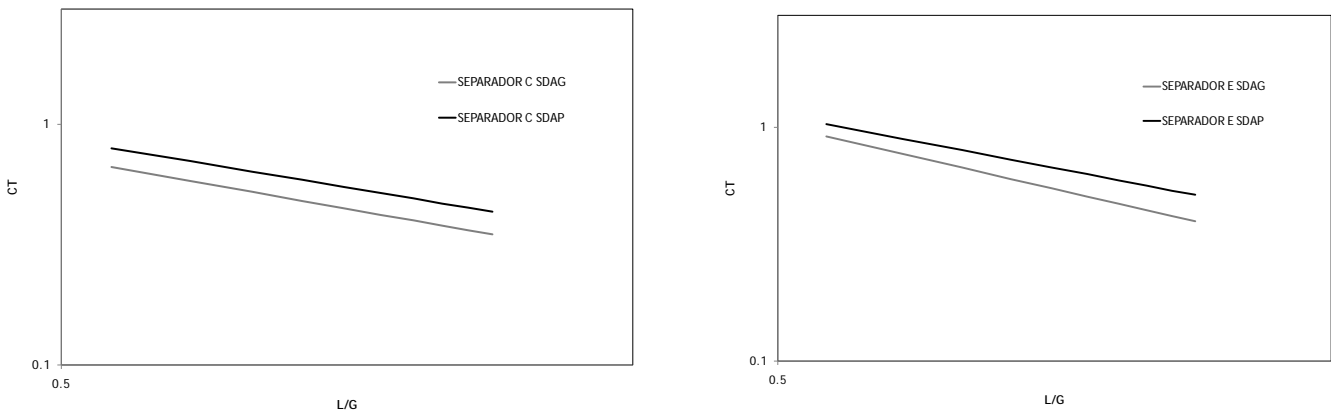 SEPARADOR C SDAG
SEPARADOR C SDAP
1
0.1
CT
0.5
L/G
SEPARADOR E SDAG
SEPARADOR E SDAP
1
0.1
CT
0.5
L/G